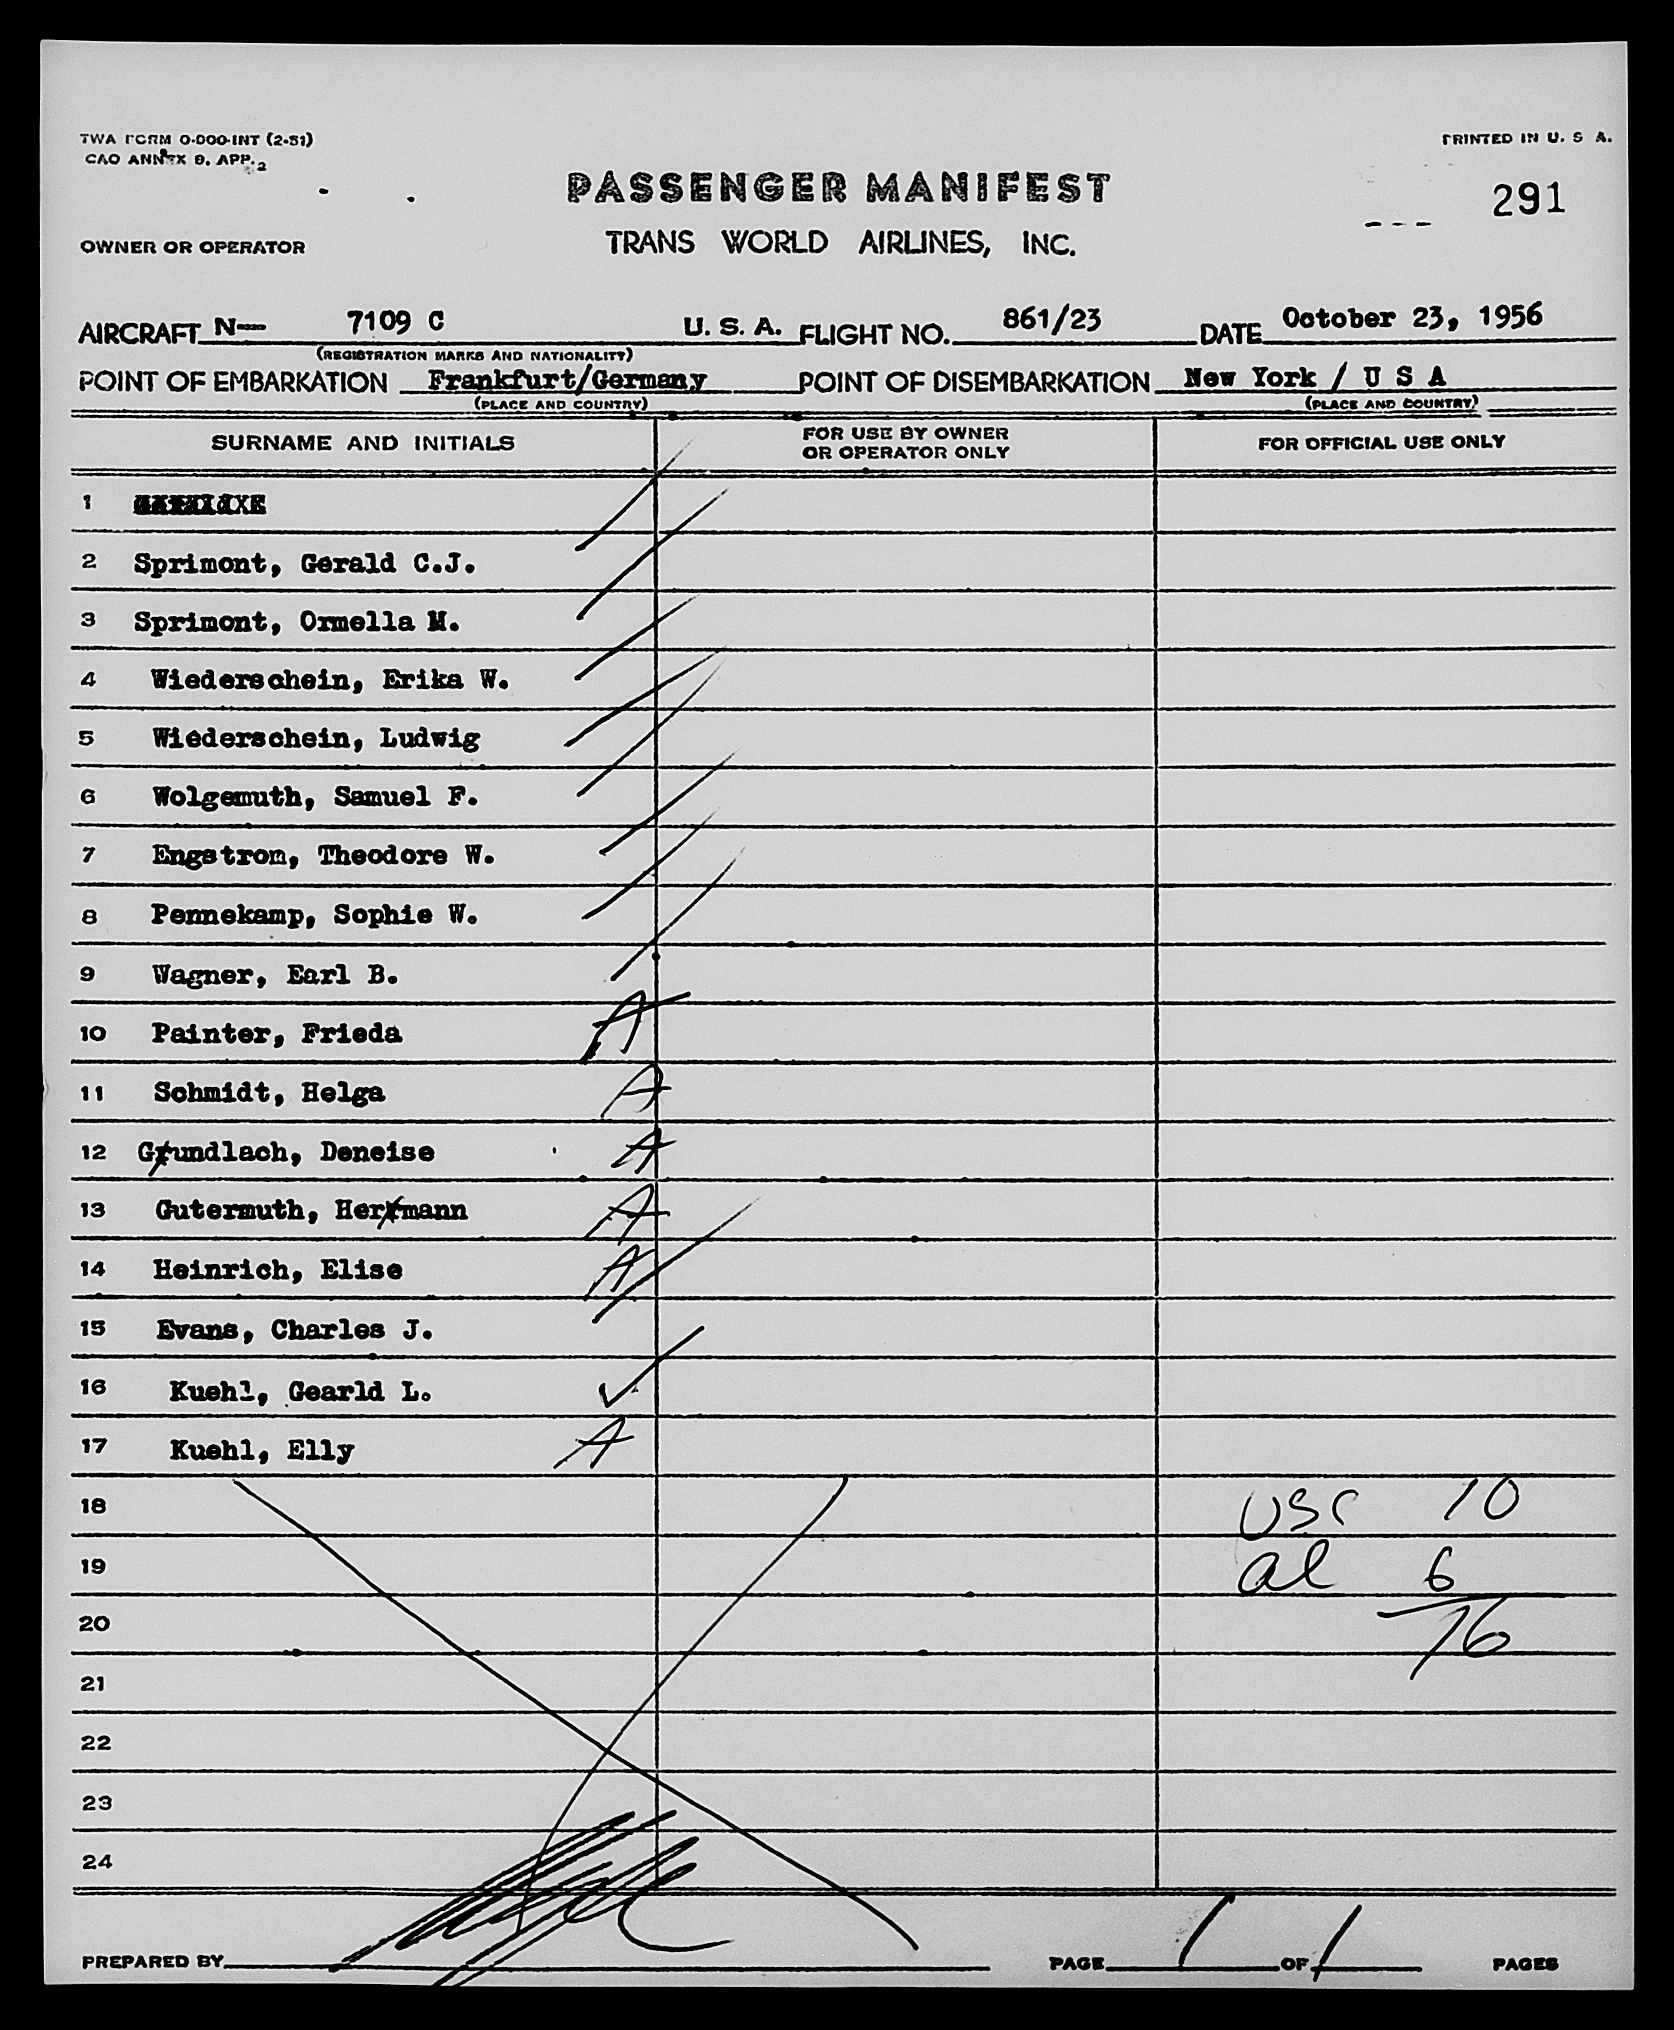 TWA FORM O-DOO-INT (2-51)
PRINTED IN U. S A.
CAO ANNEX 9. APP. 2
PASSENGER MANIFEST
291
OWNER OR OPERATOR
TRANS WORLD AIRLINES, INC.
AIRCRAFT N— 7109 C U. S. A. FLIGHT NO. 861/23 DATE October 23, 1956
(REGISTRATION MARKS AND NATIONALITY)
POINT OF EMBARKATION Frankfurt/Germany POINT OF DISEMBARKATION New York / U S A
(PLACE AND COUNTRY) (PLACE AND COUNTRY)
SURNAME AND INITIALS
FOR USE BY OWNER
OR OPERATOR ONLY
FOR OFFICIAL USE ONLY
1
2 Sprimont, Gerald C.J.
3 Sprimont, Ormella M.
4 Wiederschein, Erika W.
5 Wiederschein, Ludwig
6 Wolgemuth, Samuel F.
7 Engstrom, Theodore W.
8 Pennekamp, Sophie W.
9 Wagner, Earl B.
10 Painter, Frieda A
11 Schmidt, Helga A
12 Grundlach, Deneise A
13 Gutermuth, Herrmann A
14 Heinrich, Elise A
15 Evans, Charles J.
16 Kuehl, Gearld L. ✓
17 Kuehl, Elly A
18 USC 10
19 al 6
20 16
21
22
23
24
PREPARED BY
PAGE 1 OF 1 PAGES